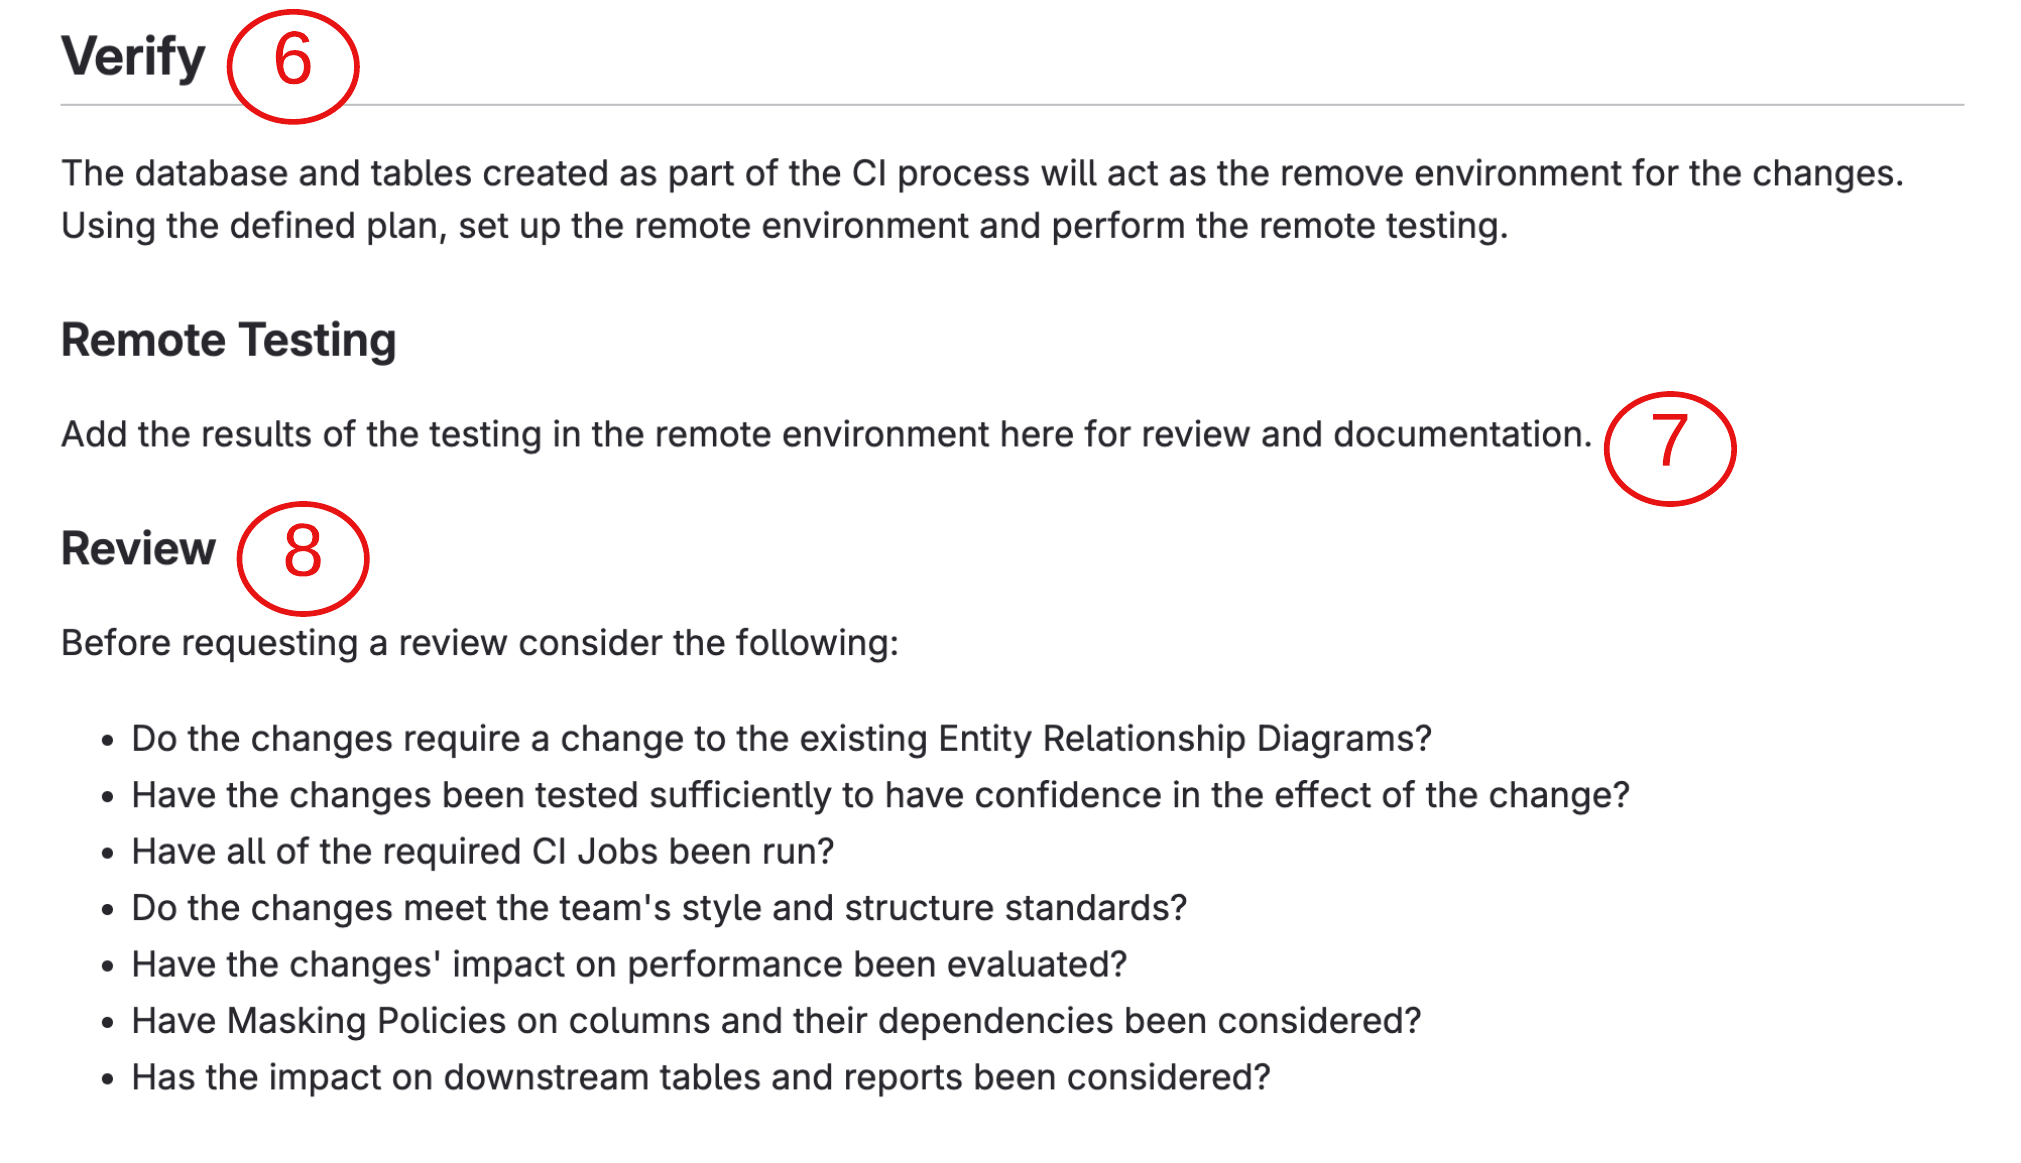 Verify 6
The database and tables created as part of the CI process will act as the remove environment for the changes.
Using the defined plan, set up the remote environment and perform the remote testing.
Remote Testing
Add the results of the testing in the remote environment here for review and documentation. 7
Review 8
Before requesting a review consider the following:
• Do the changes require a change to the existing Entity Relationship Diagrams?
• Have the changes been tested sufficiently to have confidence in the effect of the change?
• Have all of the required CI Jobs been run?
• Do the changes meet the team's style and structure standards?
• Have the changes' impact on performance been evaluated?
• Have Masking Policies on columns and their dependencies been considered?
• Has the impact on downstream tables and reports been considered?